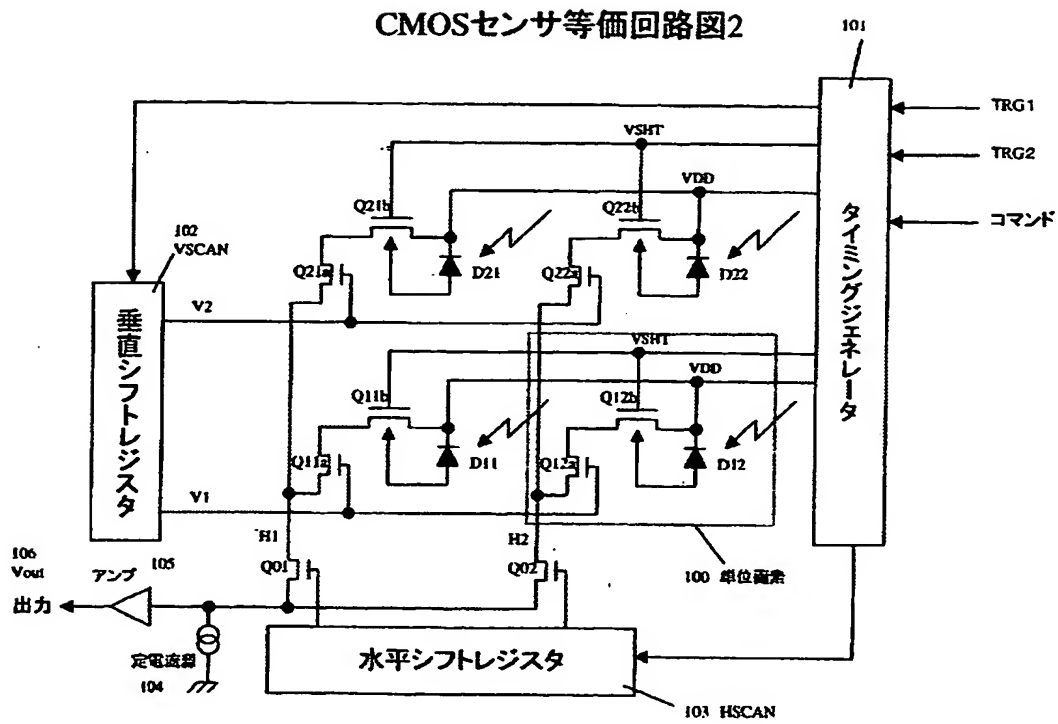 CMOSセンサ等価回路図2
101
TRG1
TRG2
コマンド
タイミングジェネレータ
VSHT
VDD
Q21b
Q22b
D21
D22
Q21a
Q22a
102
VSCAN
垂直シフトレジスタ
V2
VSHT
VDD
Q11b
Q12b
D11
D12
Q11a
Q12a
V1
H1
H2
100 単位画素
Q01
Q02
106
Vout
アンプ
105
出力
定電流源
104
水平シフトレジスタ
103 HSCAN